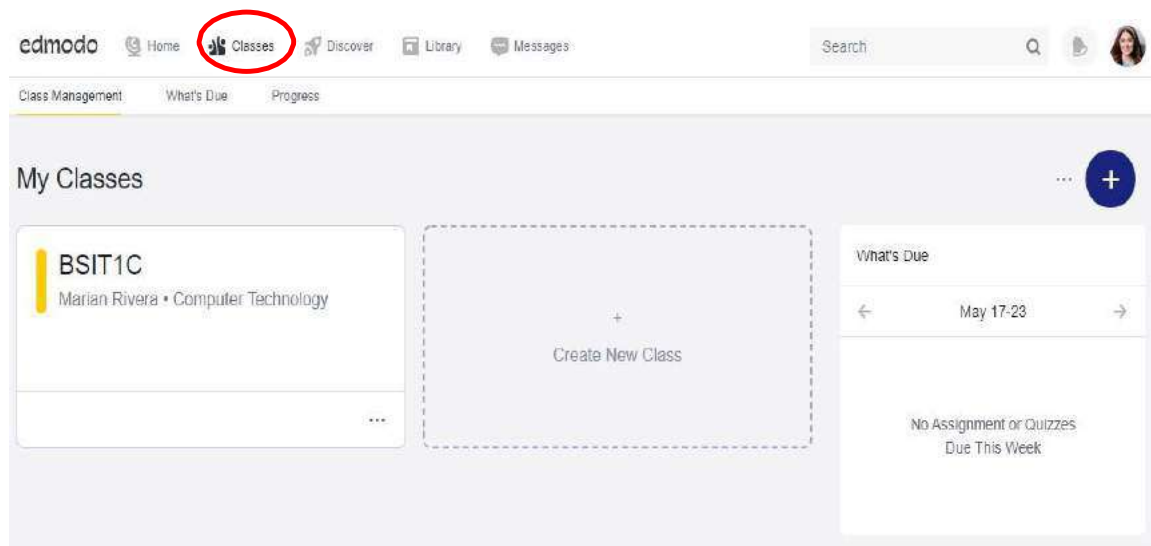 edmodo Home Classes Discover Library Messages Search
Class Management What's Due Progress
My Classes
... +
BSIT1C
Marian Rivera • Computer Technology
...
+
Create New Class
What's Due
← May 17-23 →
No Assignment or Quizzes
Due This Week